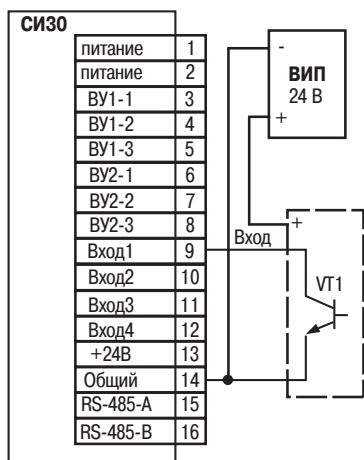 СИ30
питание 1
питание 2
ВУ1-1 3
ВУ1-2 4
ВУ1-3 5
ВУ2-1 6
ВУ2-2 7
ВУ2-3 8
Вход1 9
Вход2 10
Вход3 11
Вход4 12
+24В 13
Общий 14
RS-485-A 15
RS-485-B 16
-
ВИП
24 В
+
Вход
+
VT1